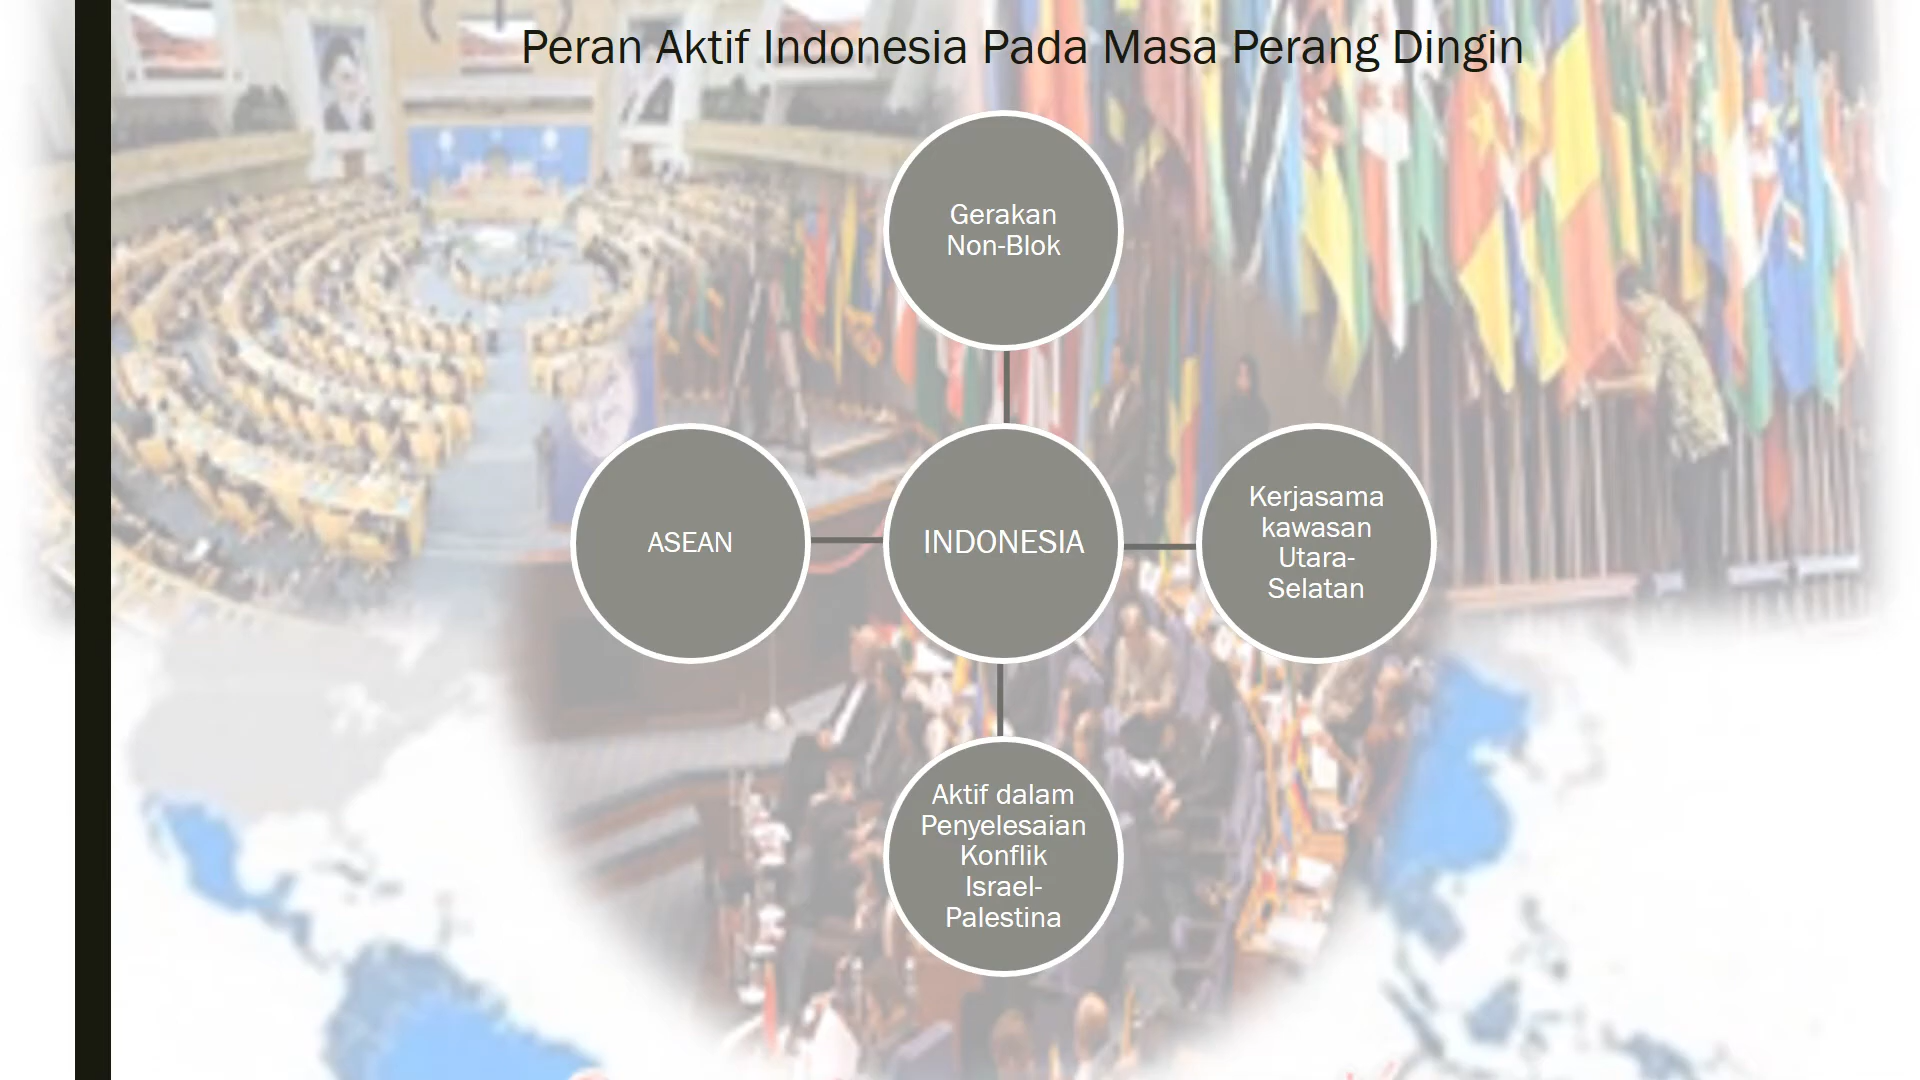 Peran Aktif Indonesia Pada Masa Perang Dingin
Gerakan
Non-Blok
ASEAN
INDONESIA
Kerjasama
kawasan
Utara-
Selatan
Aktif dalam
Penyelesaian
Konflik
Israel-
Palestina